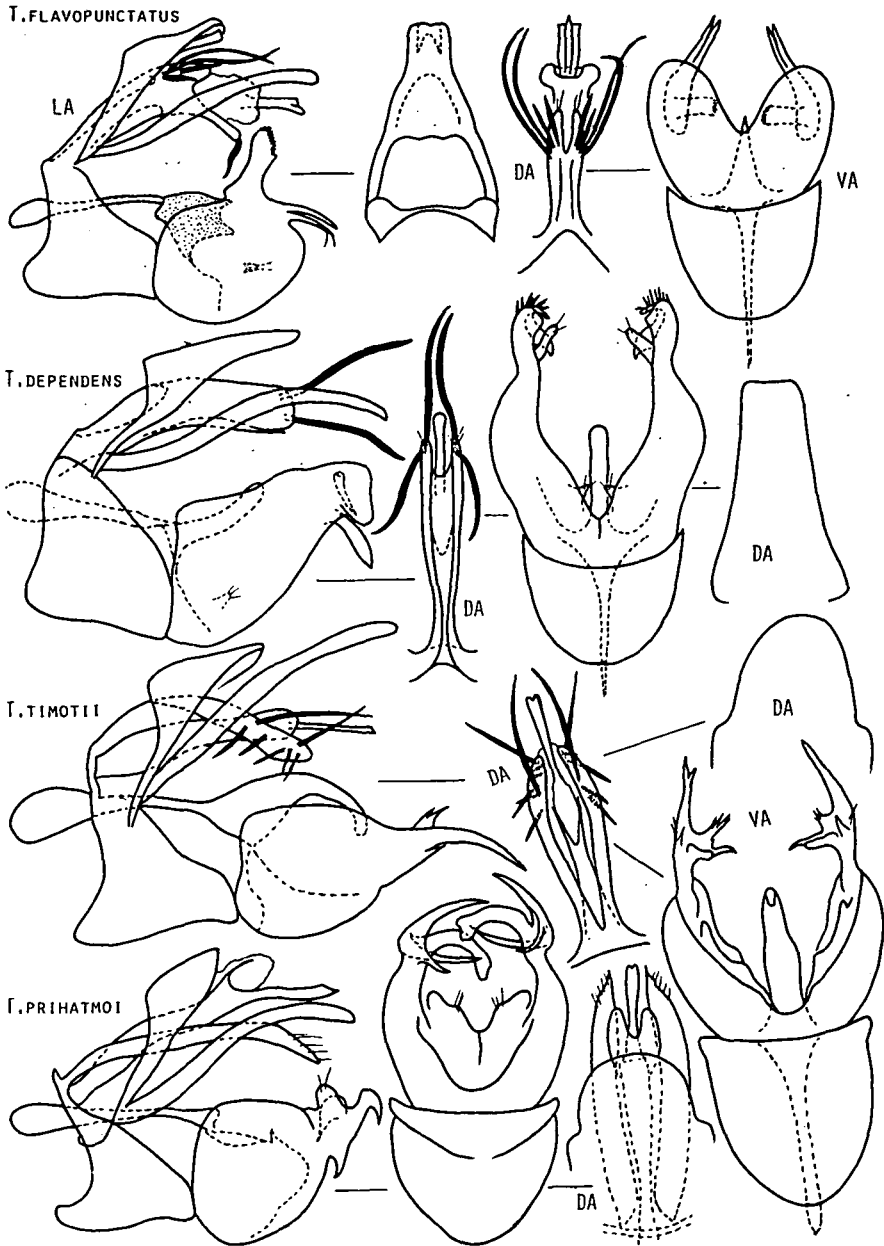 T.FLAVOPUNCTATUS
LA
DA
VA
T.DEPENDENS
DA
DA
T.TIMOTII
DA
DA
VA
T.PRIHATMOI
DA